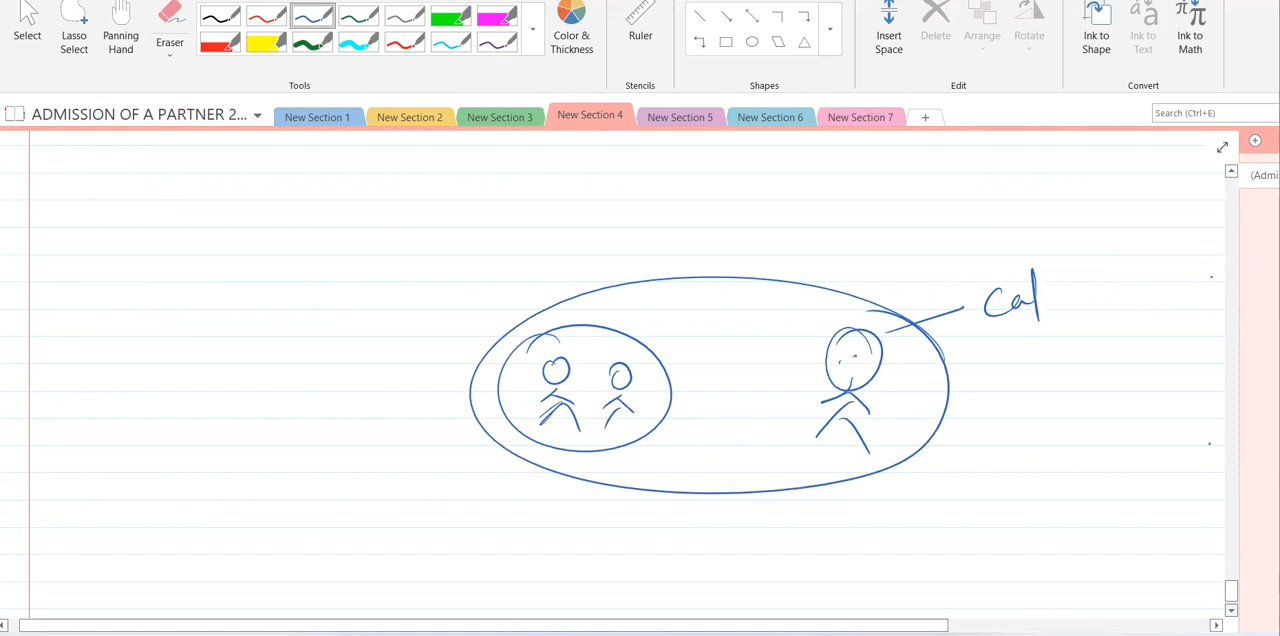 Select
Lasso Select
Panning Hand
Eraser
Color & Thickness
Ruler
Insert Space
Delete
Arrange
Rotate
Ink to Shape
Ink to Text
Ink to Math
Tools
Stencils
Shapes
Edit
Convert
ADMISSION OF A PARTNER 2...
New Section 1
New Section 2
New Section 3
New Section 4
New Section 5
New Section 6
New Section 7
Search (Ctrl+E)
(Admi
Cal